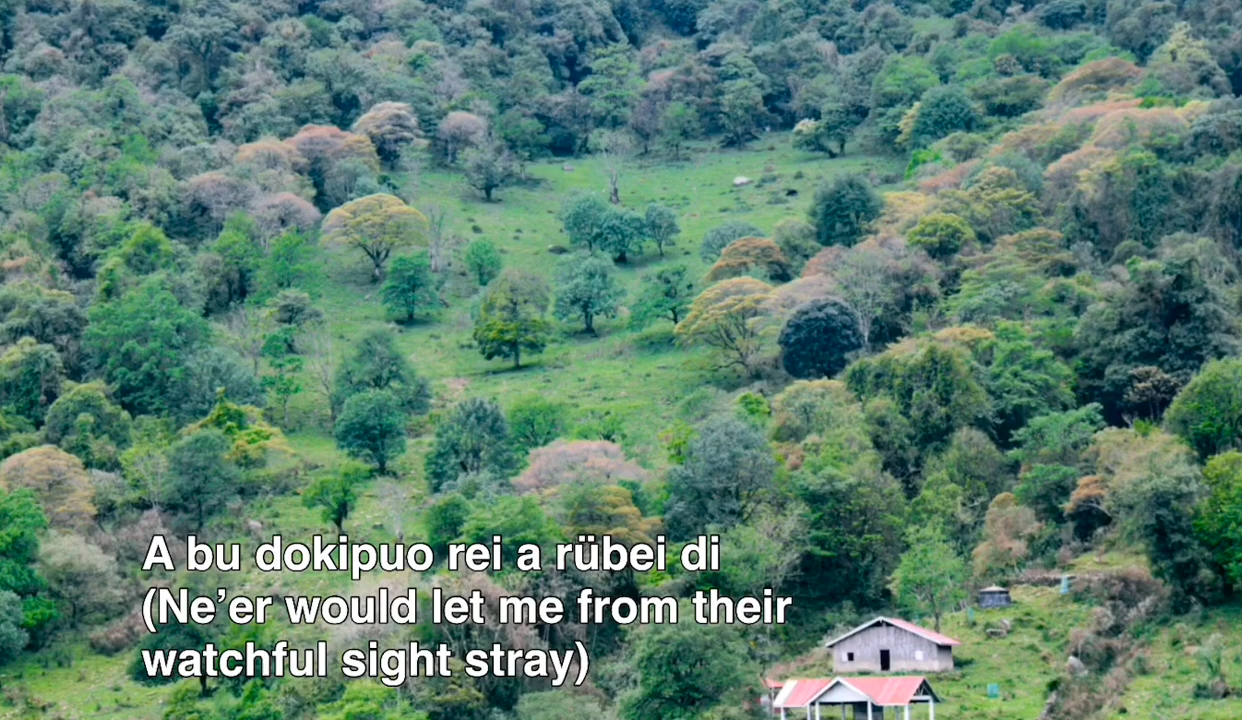 A bu dokipuo rei a rübei di
(Ne’er would let me from their
watchful sight stray)